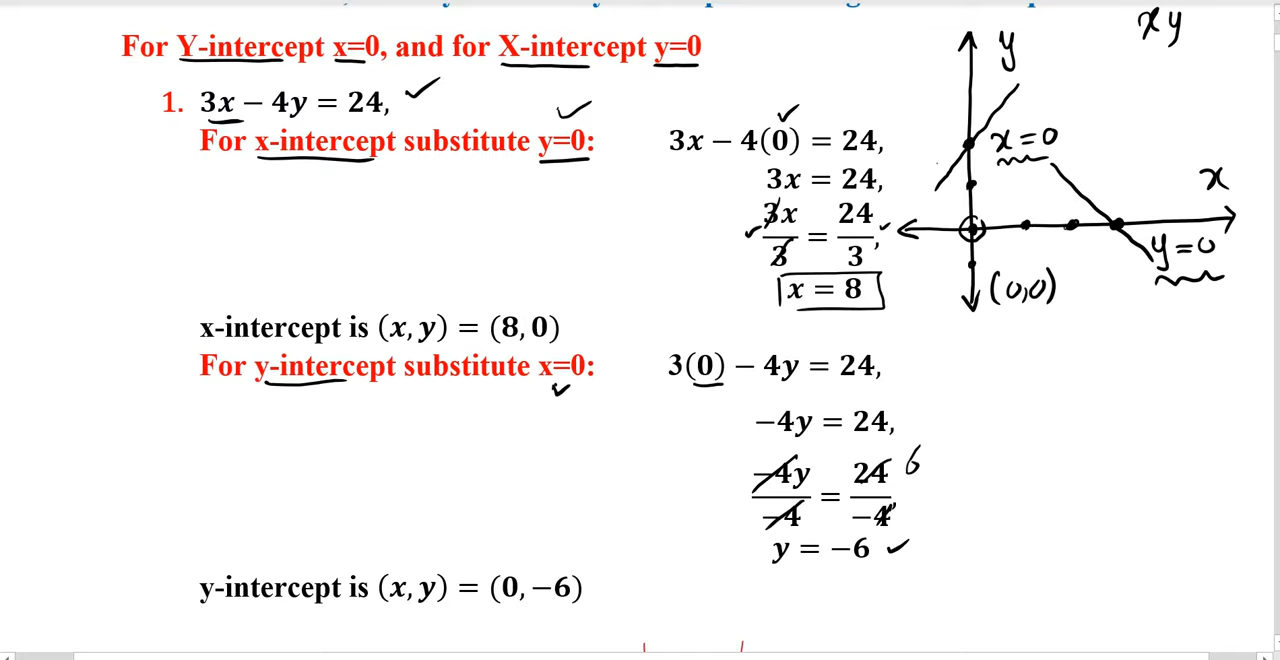 For Y-intercept x=0, and for X-intercept y=0
1. 3x − 4y = 24,
For x-intercept substitute y=0:
3x − 4(0) = 24,
3x = 24,
3x/3 = 24/3,
x = 8
x-intercept is (x, y) = (8, 0)
For y-intercept substitute x=0:
3(0) − 4y = 24,
−4y = 24,
−4y/−4 = 24/−4, 6
y = −6
y-intercept is (x, y) = (0, −6)
xy
y
x=0
x
y=0
(0,0)